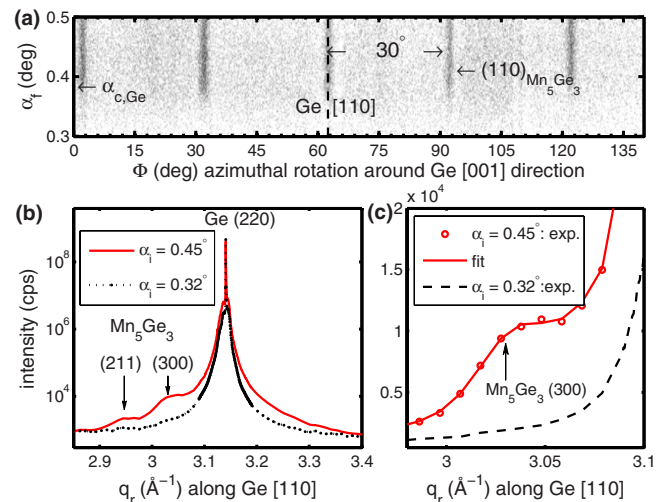 (a)
0.5
0.4
0.3
α_f (deg)
← α_c,Ge
30°
(110)_Mn5Ge3
Ge [110]
0 15 30 45 60 75 90 105 120 135
Φ (deg) azimuthal rotation around Ge [001] direction
(b)
Ge (220)
α_i = 0.45°
α_i = 0.32°
Mn5Ge3
(211) (300)
10^8
10^6
10^4
intensity (cps)
2.9 3 3.1 3.2 3.3 3.4
q_r (Å⁻¹) along Ge [110]
(c)
x 10^4
2
1.5
1
0.5
α_i = 0.45°: exp.
fit
α_i = 0.32°:exp.
Mn5Ge3 (300)
3 3.05 3.1
q_r (Å⁻¹) along Ge [110]